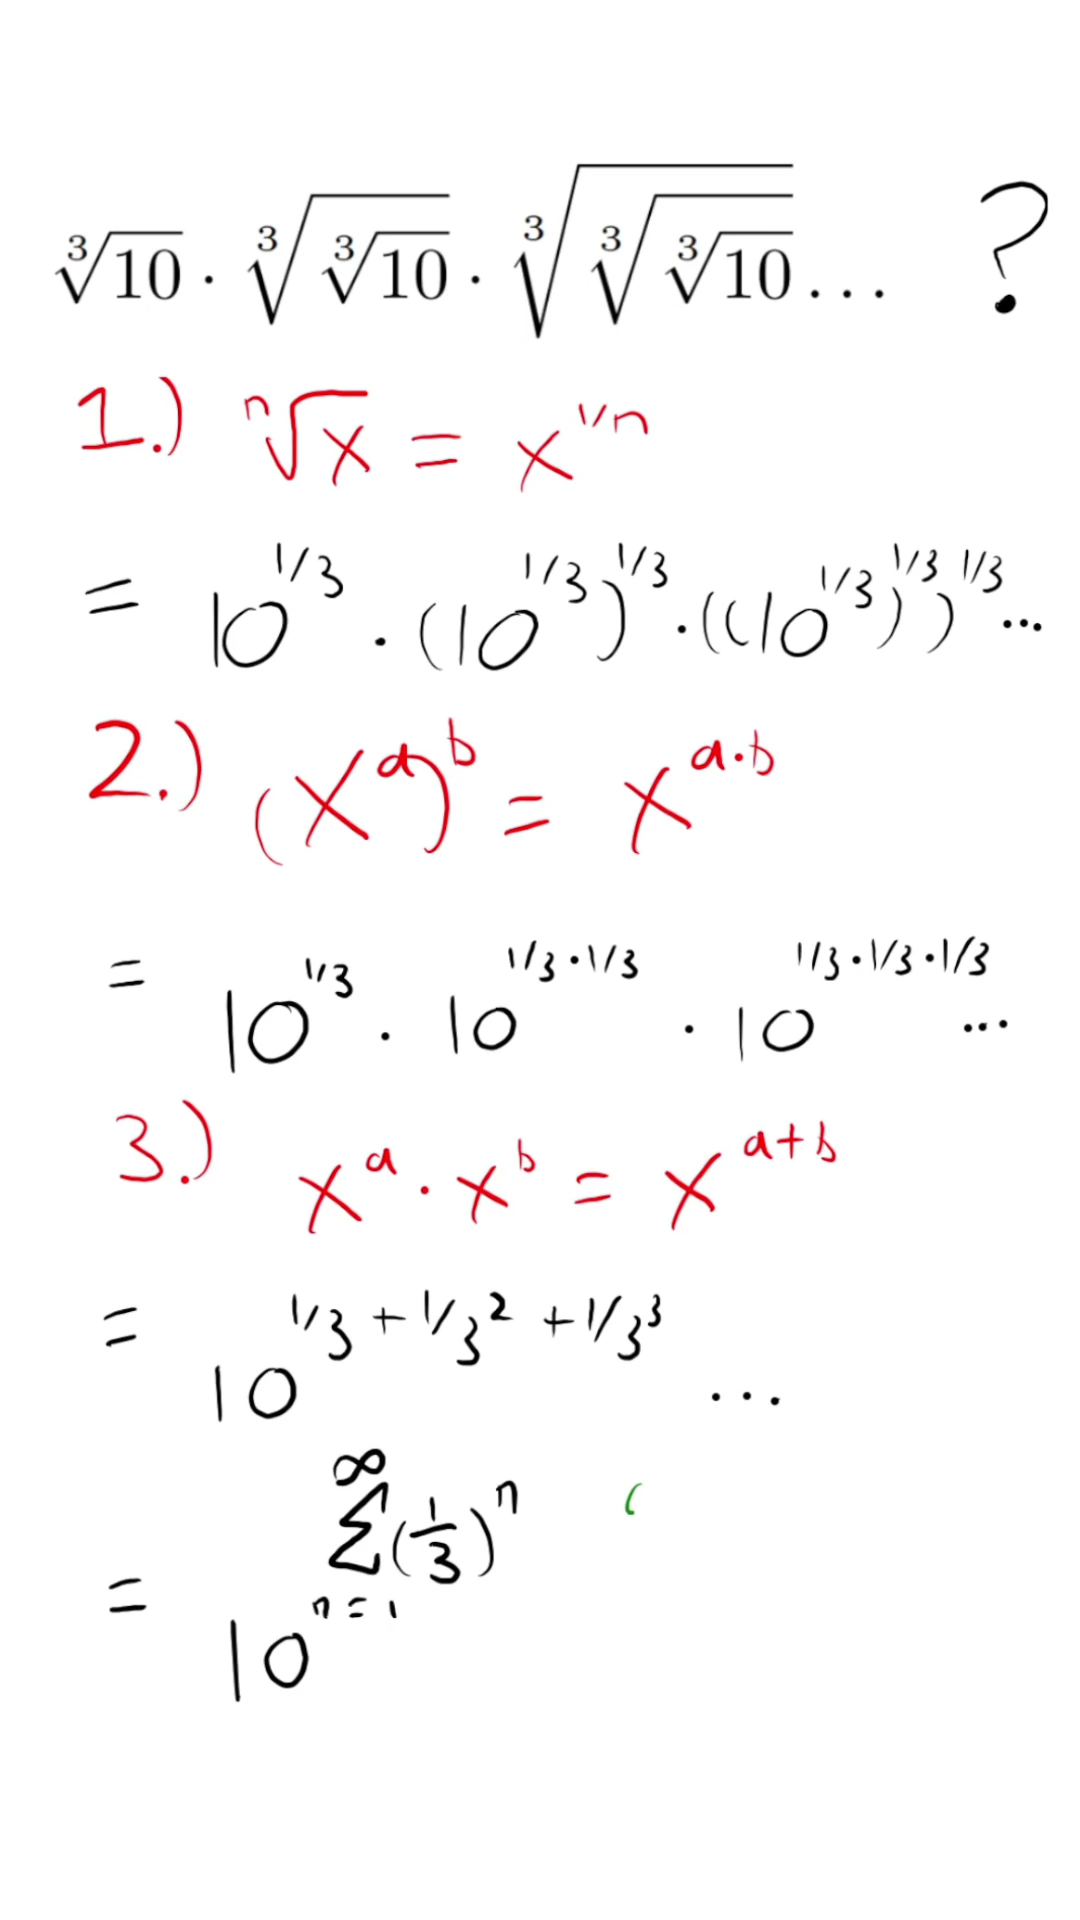 ∛10 · ∛(∛10) · ∛(∛(∛10)) ... ?
1.) ⁿ√x = x^1/n
= 10^1/3 · (10^1/3)^1/3 · ((10^1/3)^1/3)^1/3 ...
2.) (x^a)^b = x^a·b
= 10^1/3 · 10^1/3·1/3 · 10^1/3·1/3·1/3 ...
3.) x^a · x^b = x^a+b
= 10^1/3 + 1/3² + 1/3³ ...
= 10^∞∑n=1 (1/3)^n (